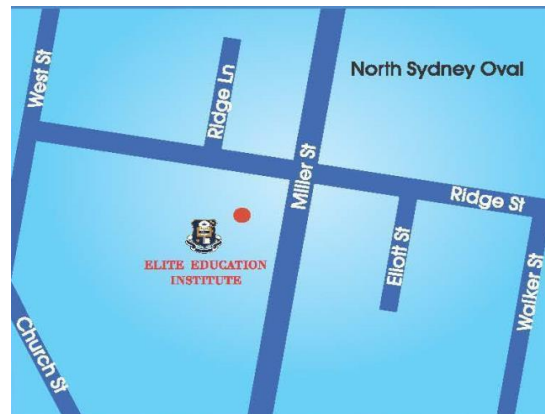 West St
Ridge Ln
North Sydney Oval
Miller St
Ridge St
ELITE EDUCATION
INSTITUTE
Ellott St
Walker St
Church St